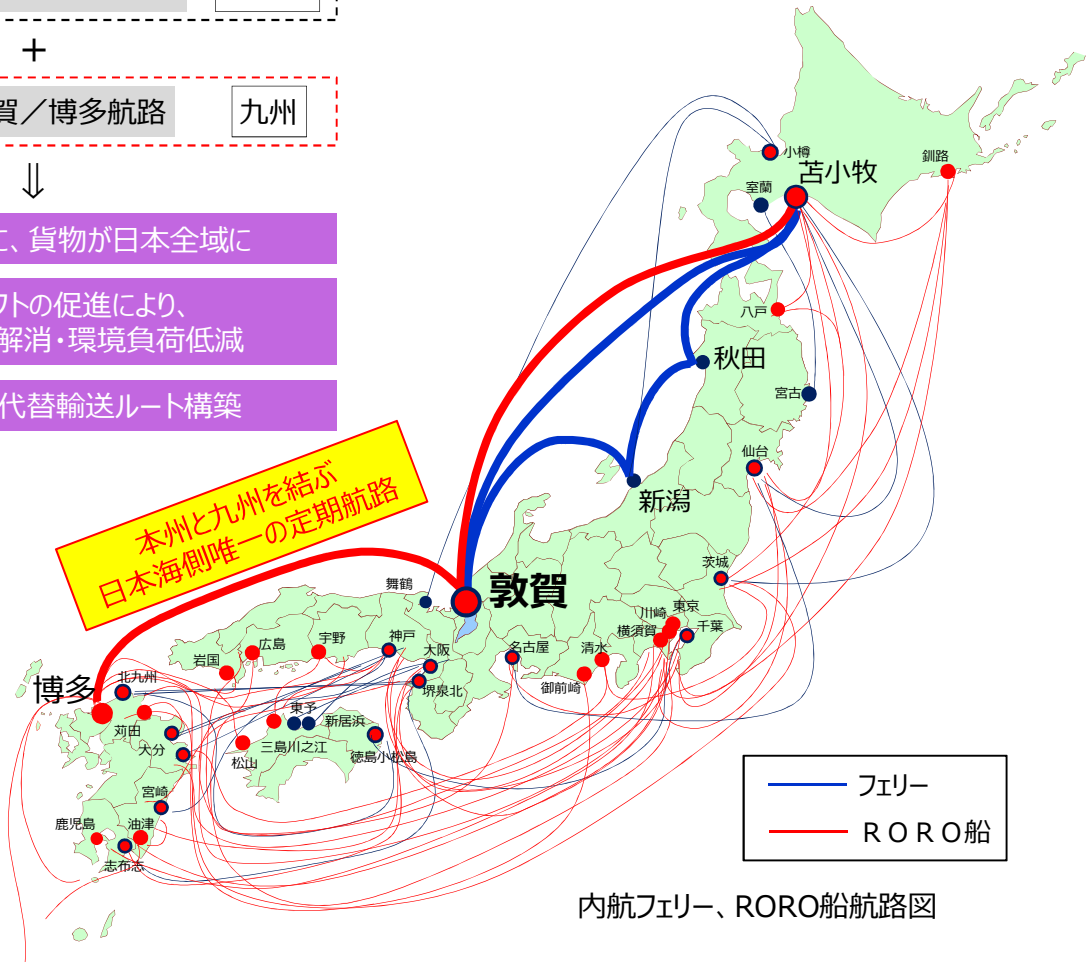 +
賀／博多航路
九州
⇓
に、貨物が日本全域に
フトの促進により、
解消・環境負荷低減
代替輸送ルート構築
本州と九州を結ぶ
日本海側唯一の定期航路
小樽
釧路
苫小牧
室蘭
八戸
秋田
宮古
仙台
新潟
茨城
舞鶴
敦賀
川崎
東京
横須賀
千葉
名古屋
清水
御前崎
神戸
大阪
堺泉北
宇野
広島
岩国
北九州
博多
東予
新居浜
三島川之江
松山
徳島小松島
苅田
大分
宮崎
鹿児島
油津
志布志
フェリー
ＲＯＲＯ船
内航フェリー、RORO船航路図